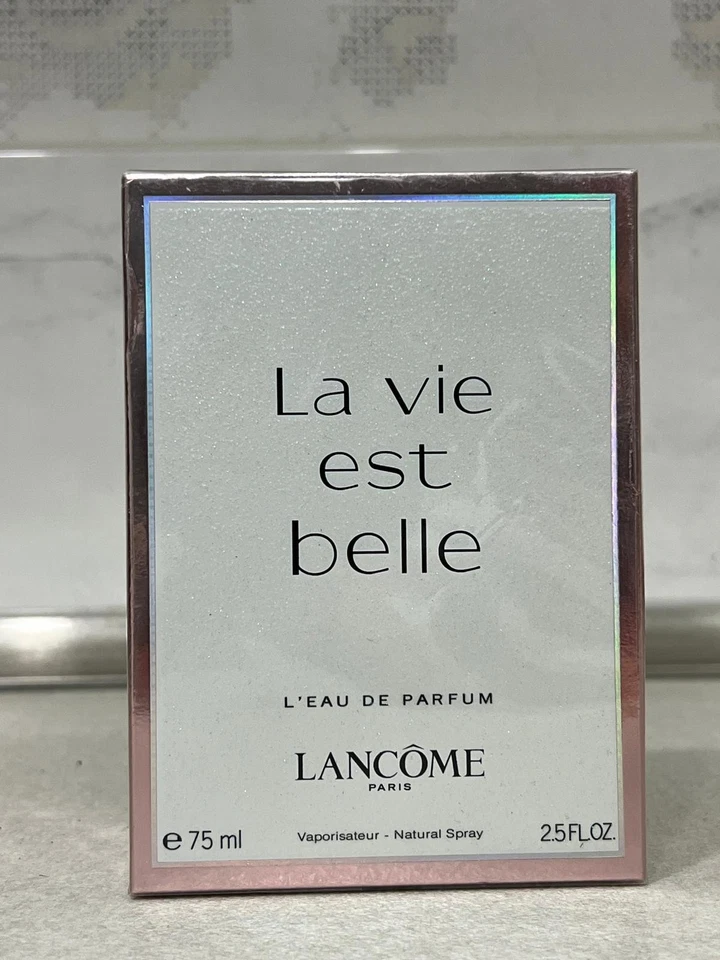 La vie
est
belle
L'EAU DE PARFUM
LANCÔME
PARIS
e 75 ml Vaporisateur - Natural Spray 2.5 FL.OZ.